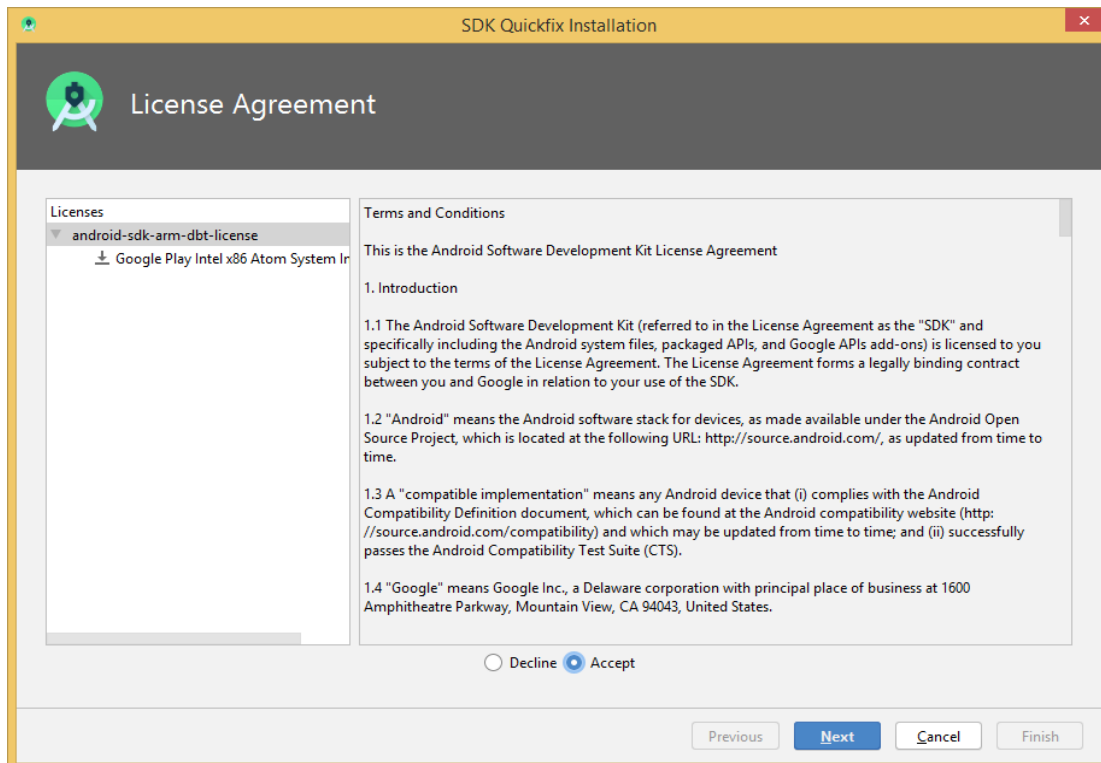 SDK Quickfix Installation
License Agreement
Licenses
android-sdk-arm-dbt-license
Google Play Intel x86 Atom System
Terms and Conditions
This is the Android Software Development Kit License Agreement
1. Introduction
1.1 The Android Software Development Kit (referred to in the License Agreement as the "SDK" and
specifically including the Android system files, packaged APIs, and Google APIs add-ons) is licensed to you
subject to the terms of the License Agreement. The License Agreement forms a legally binding contract
between you and Google in relation to your use of the SDK.
1.2 "Android" means the Android software stack for devices, as made available under the Android Open
Source Project, which is located at the following URL: http://source.android.com/, as updated from time to
time.
1.3 A "compatible implementation" means any Android device that (i) complies with the Android
Compatibility Definition document, which can be found at the Android compatibility website (http:
//source.android.com/compatibility) and which may be updated from time to time; and (ii) successfully
passes the Android Compatibility Test Suite (CTS).
1.4 "Google" means Google Inc., a Delaware corporation with principal place of business at 1600
Amphitheatre Parkway, Mountain View, CA 94043, United States.
Decline Accept
Previous Next Cancel Finish